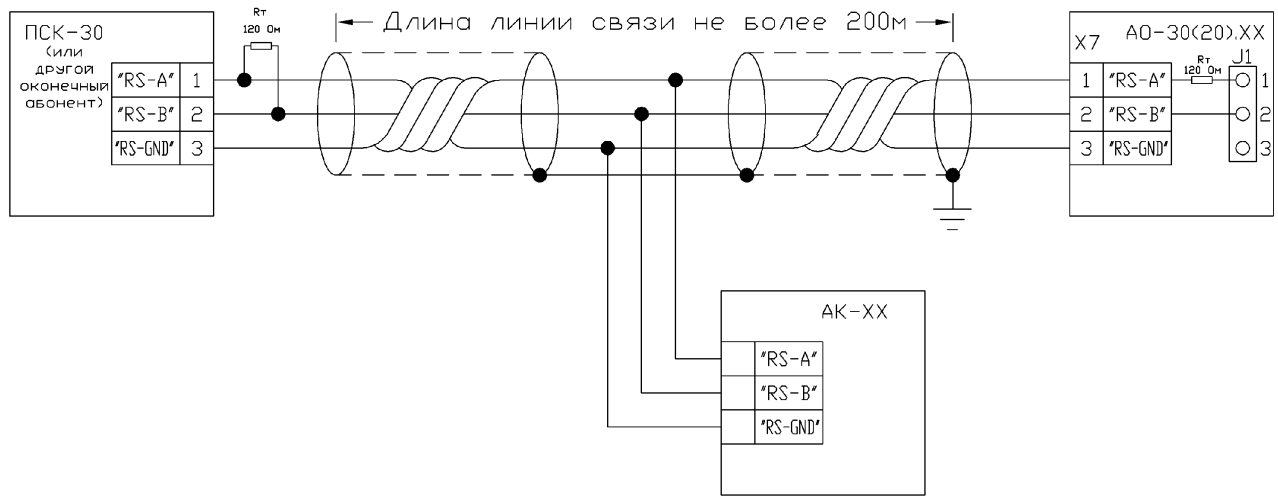 ПСК-30
(или
другой
оконечный
абонент)
"RS-A" 1
"RS-B" 2
"RS-GND" 3
Rт
120 Ом
Длина линии связи не более 200м
АО-30(20).ХХ
X7
1 "RS-A"
2 "RS-B"
3 "RS-GND"
Rт
120 Ом
J1
1
2
3
АК-ХХ
"RS-A"
"RS-B"
"RS-GND"